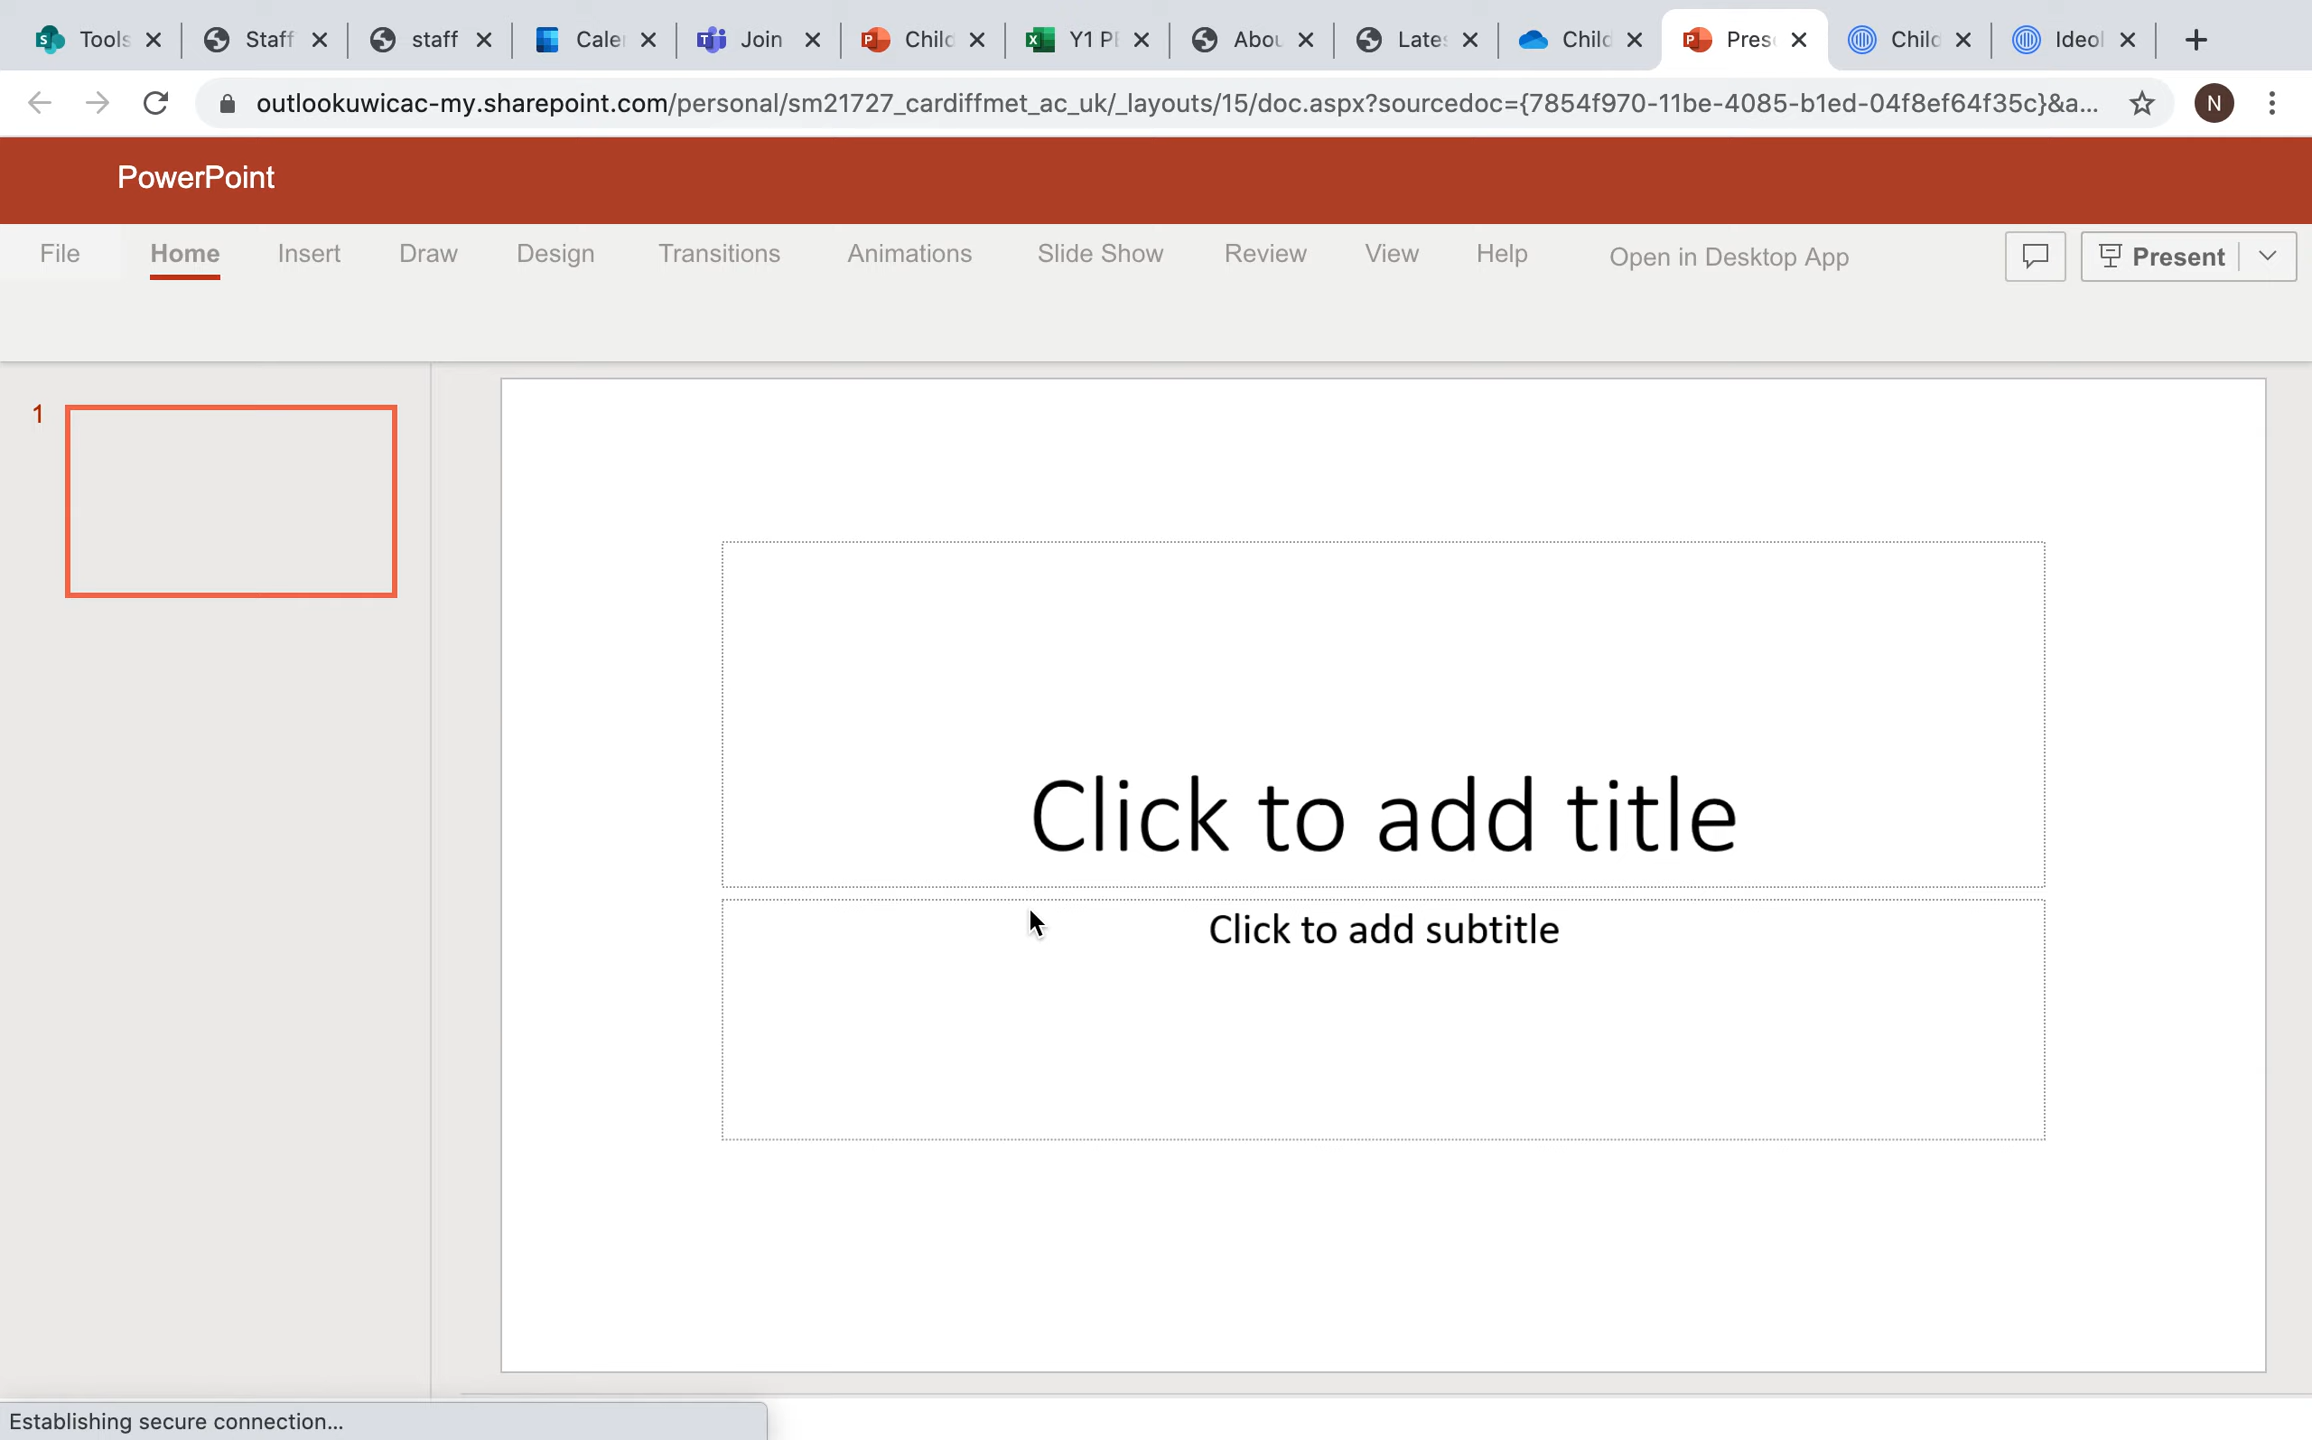 Tools Staff staff Cale Join Child Y1 Pl Abou Lates Child Pres Child Ideol
outlookuwicac-my.sharepoint.com/personal/sm21727_cardiffmet_ac_uk/_layouts/15/doc.aspx?sourcedoc={7854f970-11be-4085-b1ed-04f8ef64f35c}&a... N
PowerPoint
File Home Insert Draw Design Transitions Animations Slide Show Review View Help Open in Desktop App Present
1
Click to add title
Click to add subtitle
Establishing secure connection...